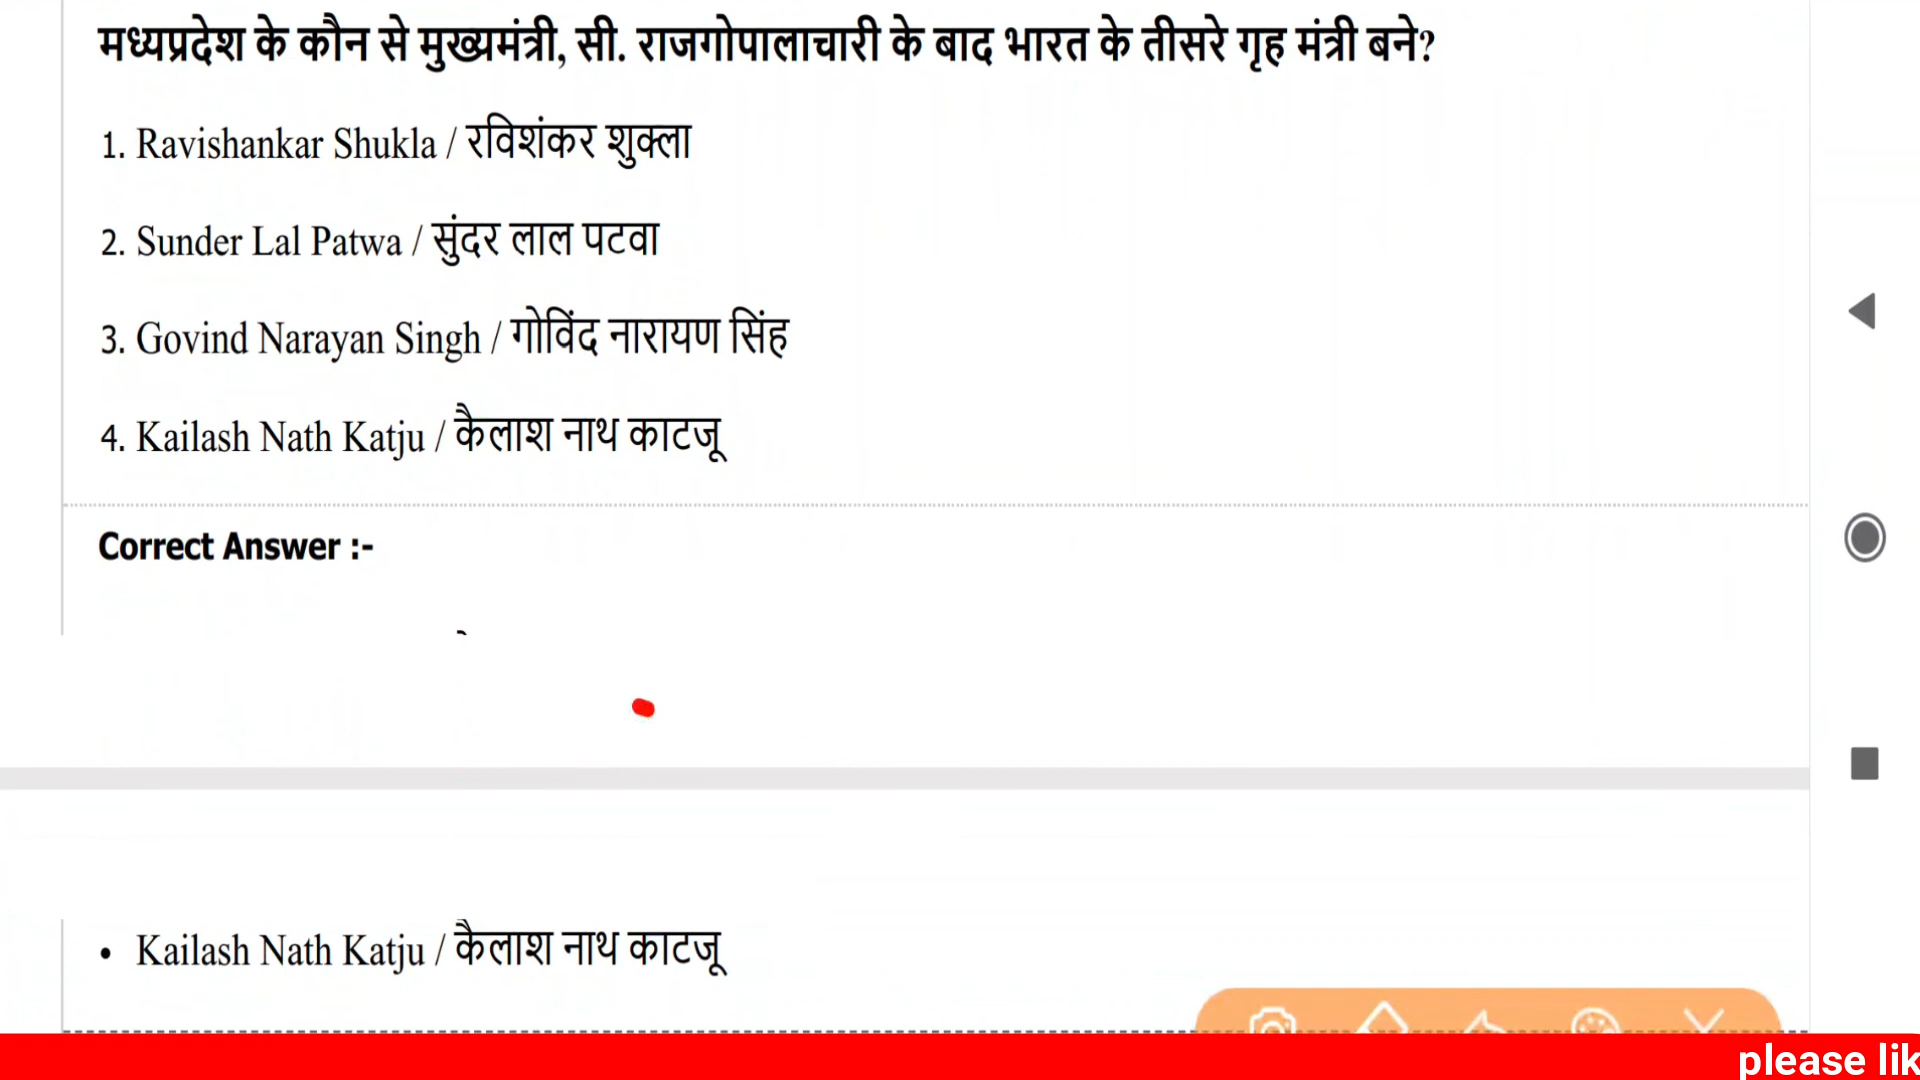 मध्यप्रदेश के कौन से मुख्यमंत्री, सी. राजगोपालाचारी के बाद भारत के तीसरे गृह मंत्री बने?
1. Ravishankar Shukla / रविशंकर शुक्ला
2. Sunder Lal Patwa / सुंदर लाल पटवा
3. Govind Narayan Singh / गोविंद नारायण सिंह
4. Kailash Nath Katju / कैलाश नाथ काटजू
Correct Answer :-
• Kailash Nath Katju / कैलाश नाथ काटजू
please lik